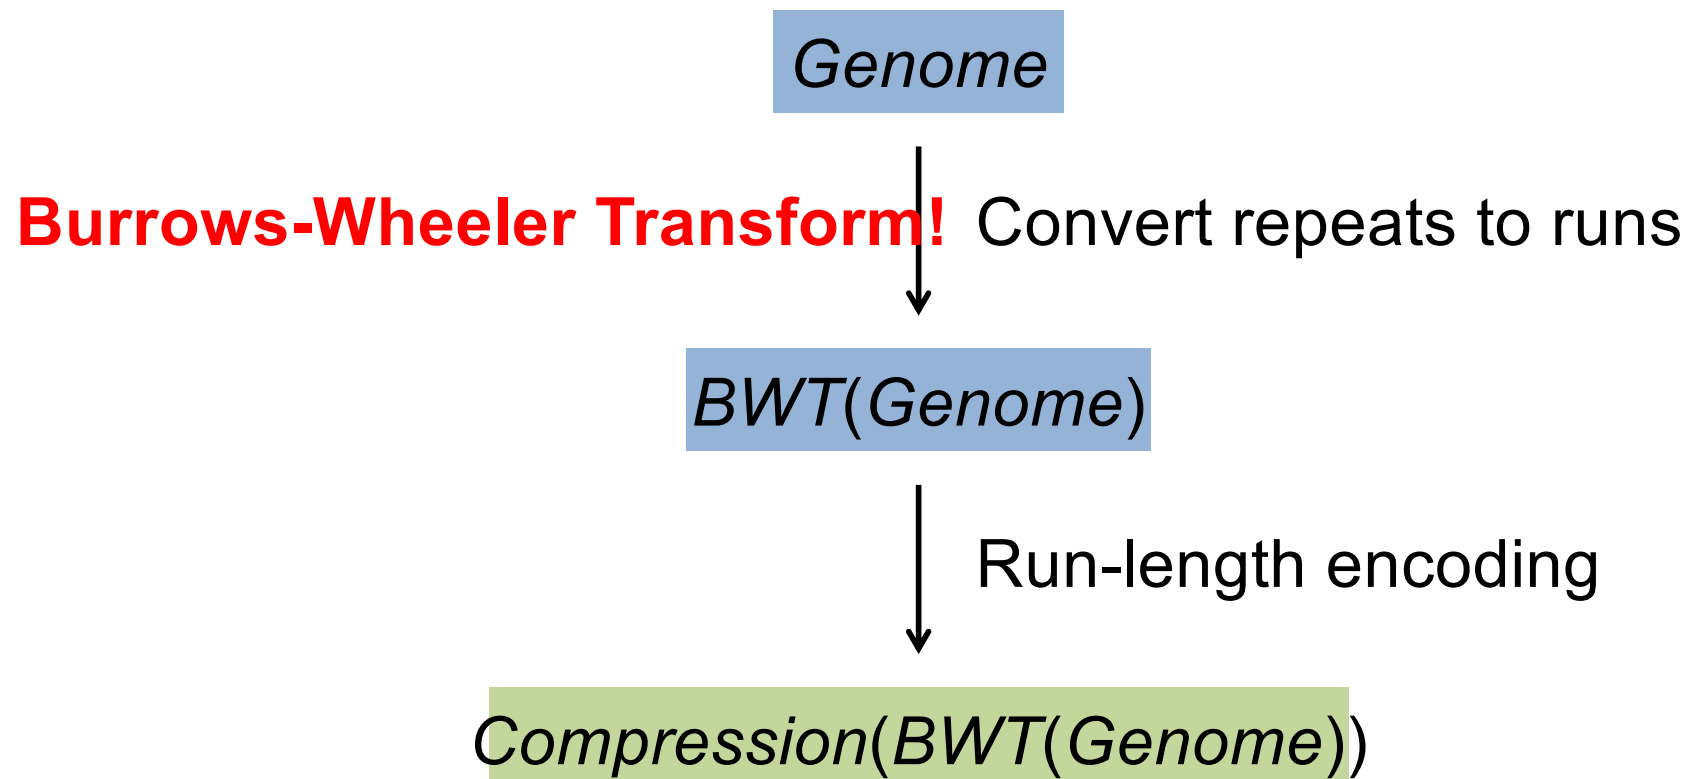 Genome
Burrows-Wheeler Transform! Convert repeats to runs
BWT(Genome)
Run-length encoding
Compression(BWT(Genome))